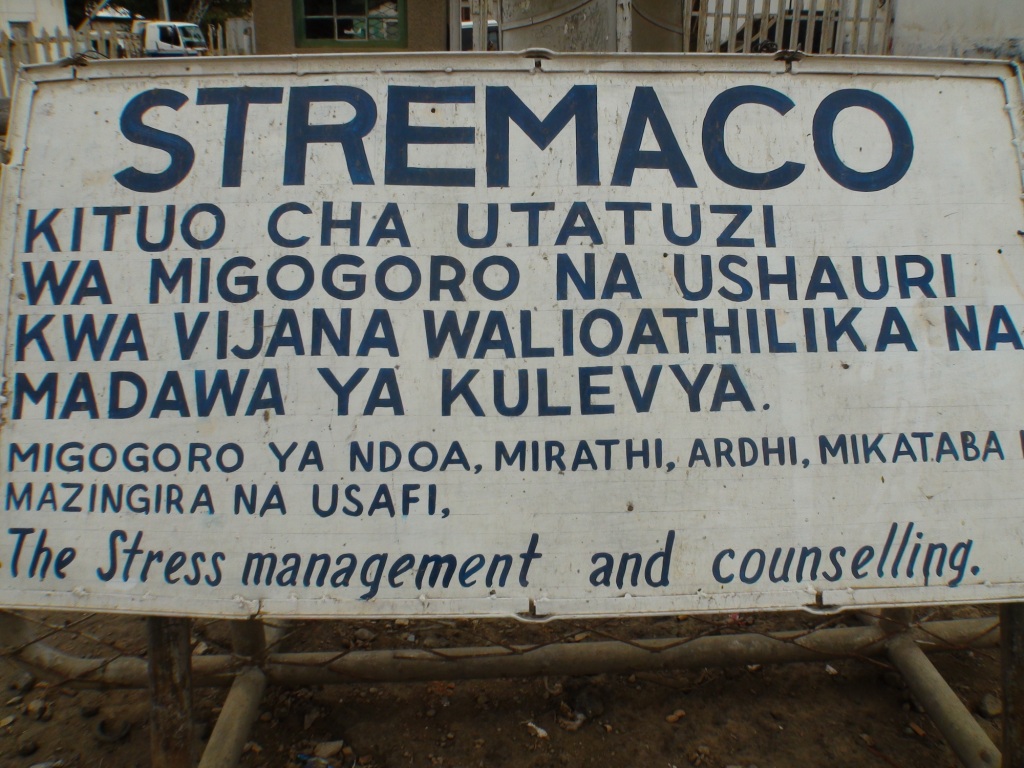 STREMACO
KITUO CHA UTATUZI
WA MIGOGORO NA USHAURI
KWA VIJANA WALIOATHILIKA NA
MADAWA YA KULEVYA.
MIGOGORO YA NDOA, MIRATHI, ARDHI, MIKATABA
MAZINGIRA NA USAFI,
The Stress management and counselling.